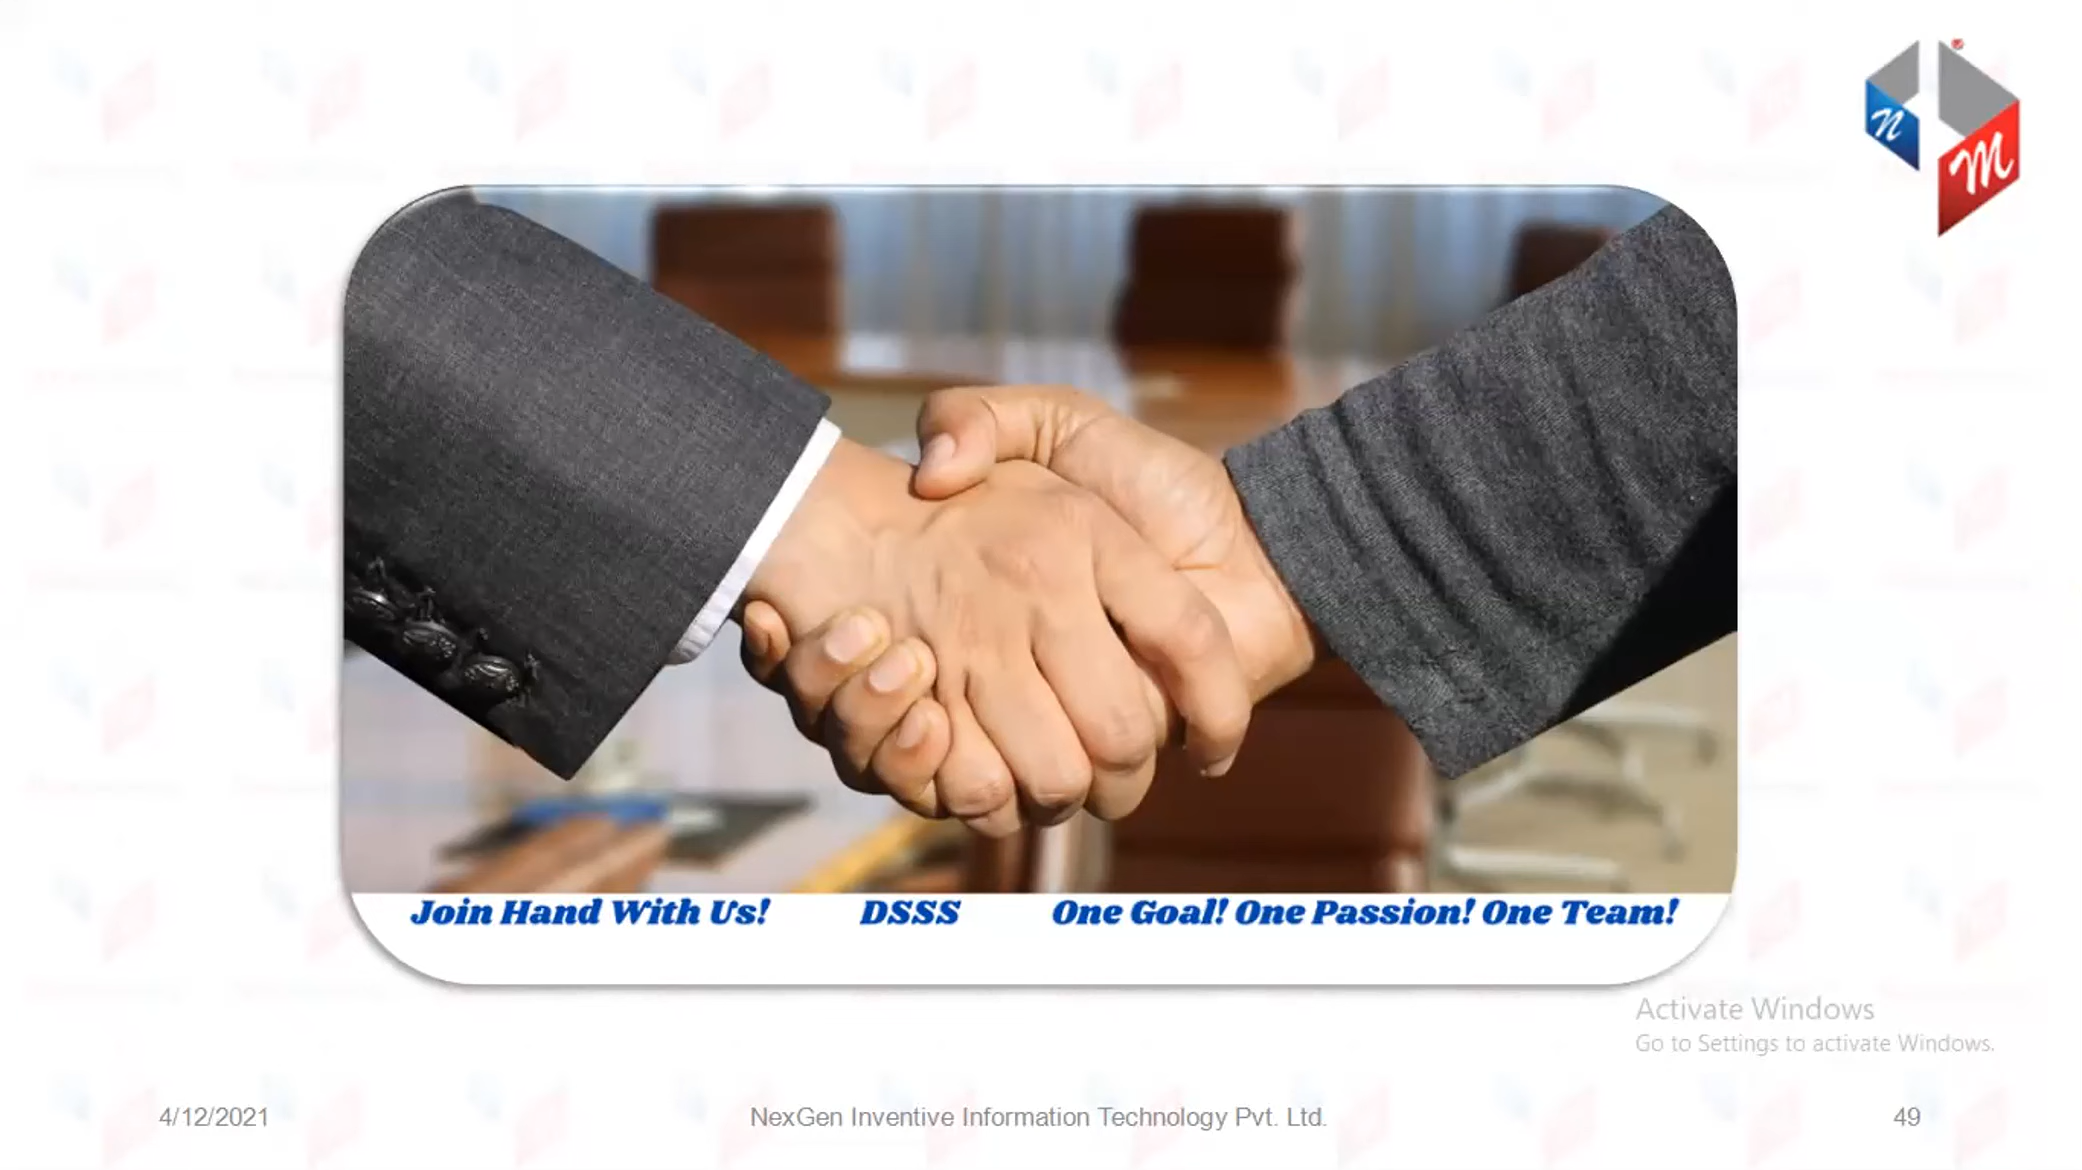 n
M
Join Hand With Us! DSSS One Goal! One Passion! One Team!
Activate Windows
Go to Settings to activate Windows.
4/12/2021 NexGen Inventive Information Technology Pvt. Ltd. 49